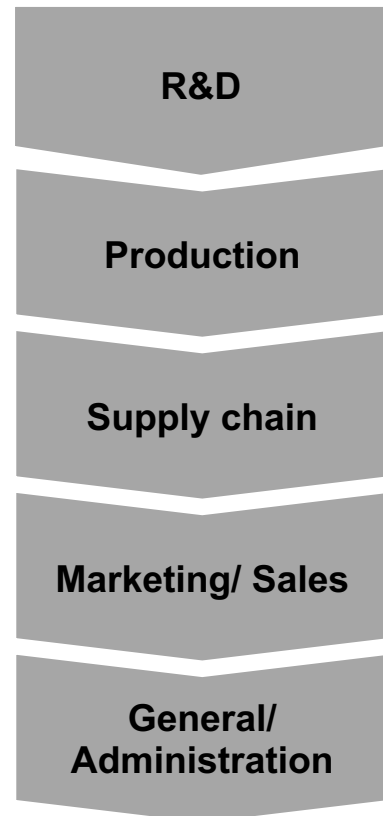 R&D
Production
Supply chain
Marketing/ Sales
General/
Administration